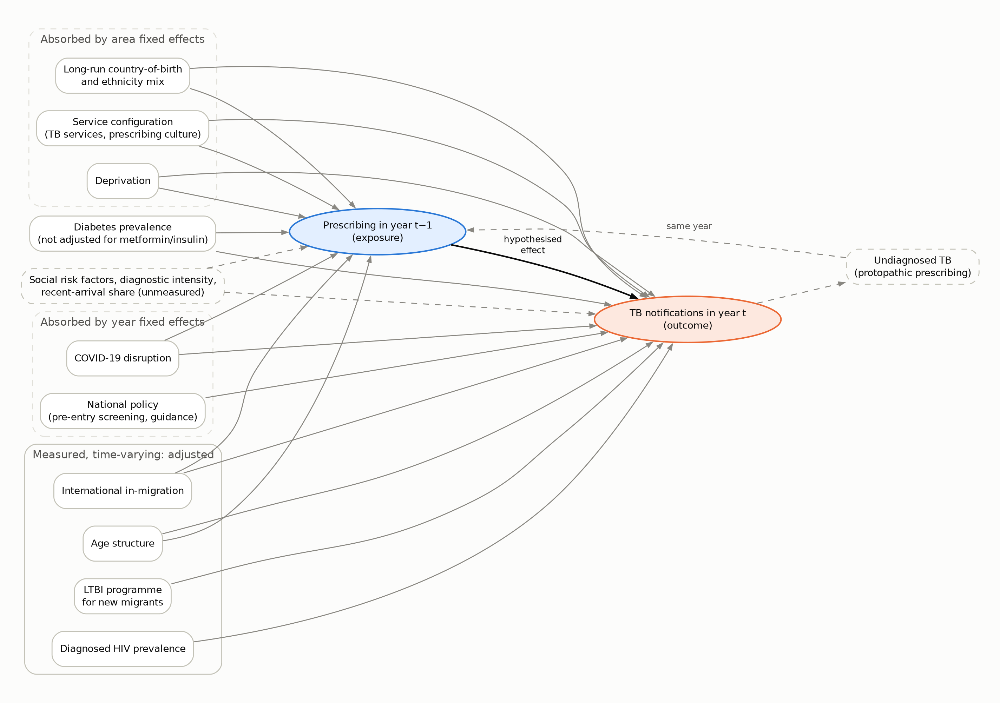 Absorbed by area fixed effects
Long-run country-of-birth
and ethnicity mix
Service configuration
(TB services, prescribing culture)
Deprivation
Diabetes prevalence
(not adjusted for metformin/insulin)
Social risk factors, diagnostic intensity,
recent-arrival share (unmeasured)
Absorbed by year fixed effects
COVID-19 disruption
National policy
(pre-entry screening, guidance)
Measured, time-varying: adjusted
International in-migration
Age structure
LTBI programme
for new migrants
Diagnosed HIV prevalence
Prescribing in year t−1
(exposure)
hypothesised
effect
same year
TB notifications in year t
(outcome)
Undiagnosed TB
(protopathic prescribing)